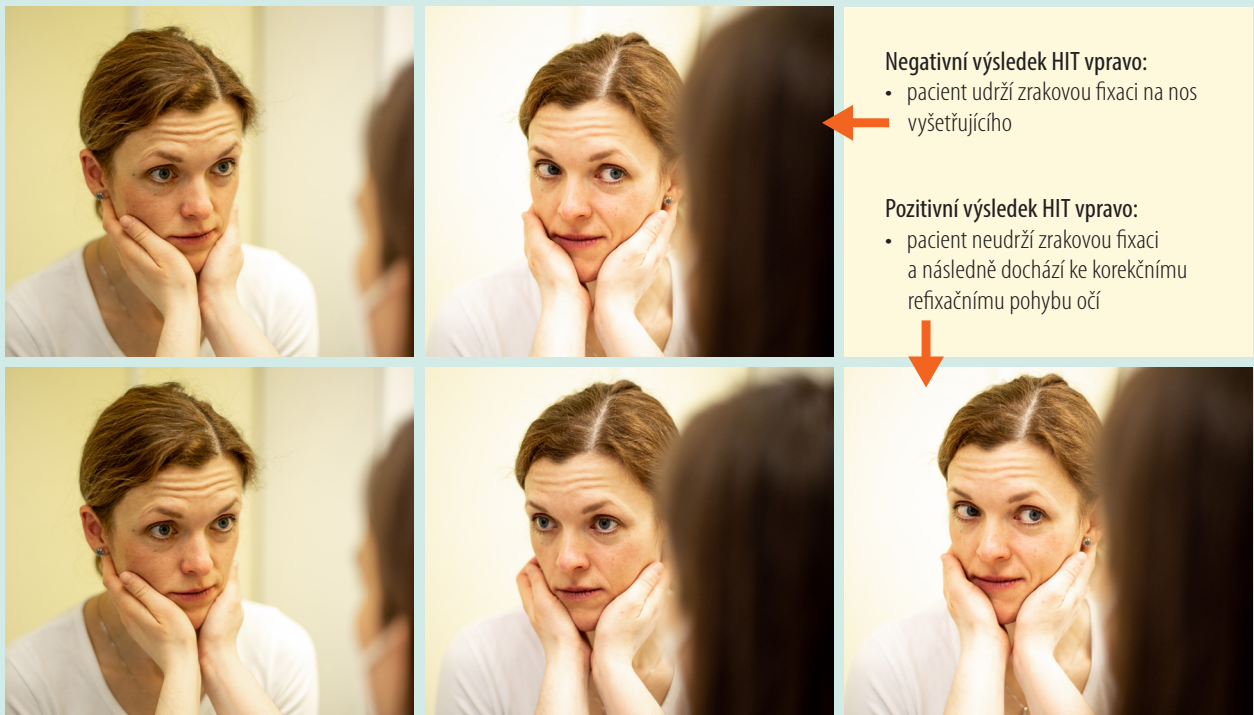 Negativní výsledek HIT vpravo:
• pacient udrží zrakovou fixaci na nos
vyšetřujícího
Pozitivní výsledek HIT vpravo:
• pacient neudrží zrakovou fixaci
a následně dochází ke korekčnímu
refixačnímu pohybu očí